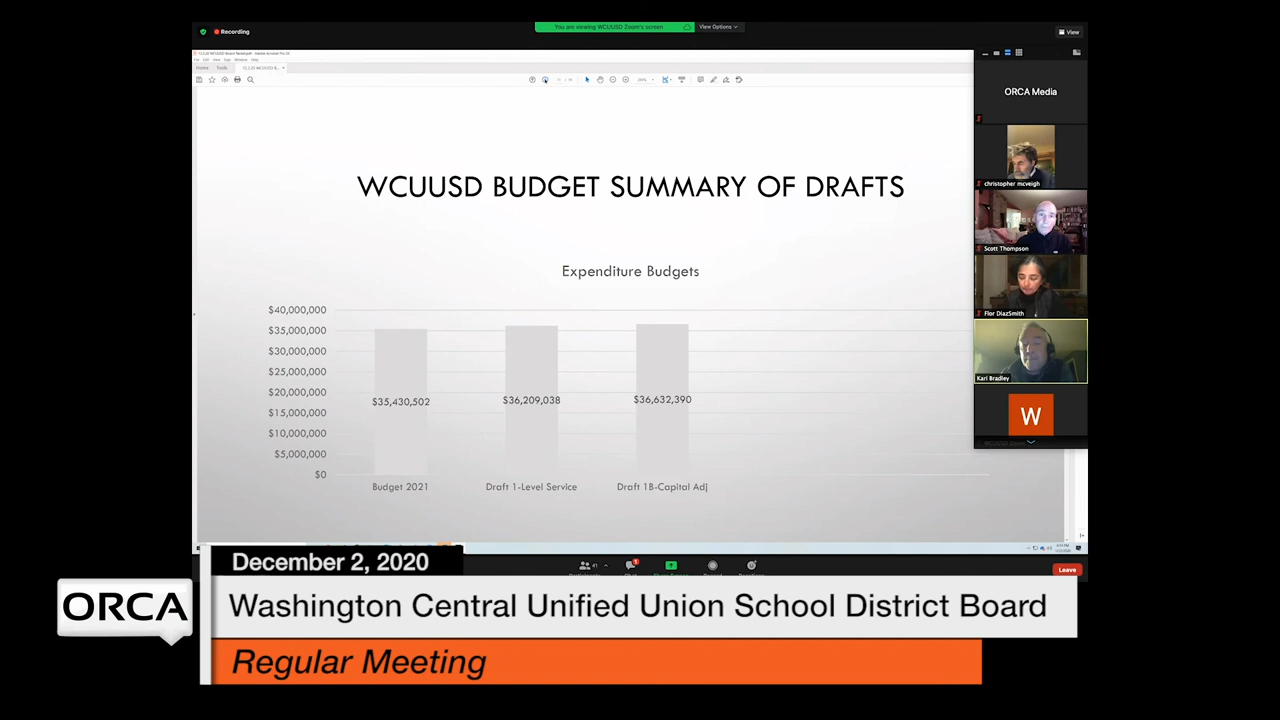 You are viewing WCUUSD Zoom's screen
View Options
Recording
View
Home Tools
ORCA Media
christopher mcveigh
Scott Thompson
Flor DiazSmith
Kari Bradley
W
WCUUSD BUDGET SUMMARY OF DRAFTS
Expenditure Budgets
$40,000,000
$35,000,000
$30,000,000
$25,000,000
$20,000,000
$15,000,000
$10,000,000
$5,000,000
$0
$35,430,502
$36,209,038
$36,632,390
Budget 2021
Draft 1-Level Service
Draft 1B-Capital Adj
41
Leave
December 2, 2020
ORCA
Washington Central Unified Union School District Board
Regular Meeting